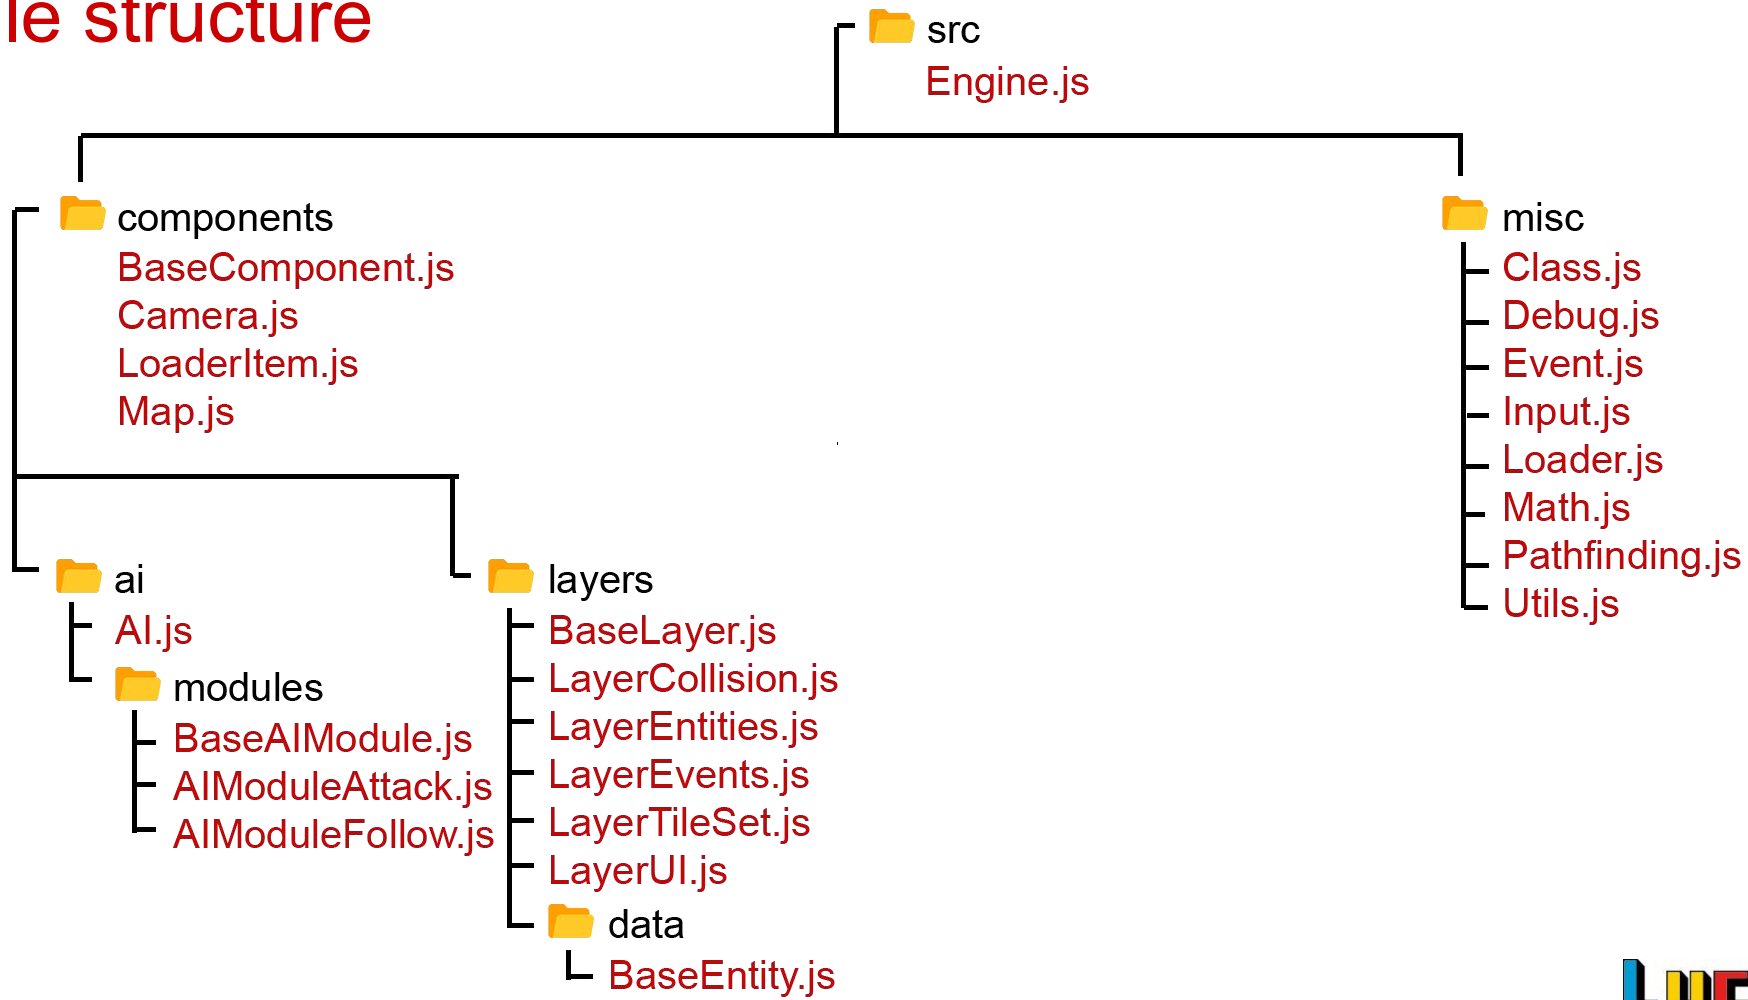 le structure
src
Engine.js
components
BaseComponent.js
Camera.js
LoaderItem.js
Map.js
misc
Class.js
Debug.js
Event.js
Input.js
Loader.js
Math.js
Pathfinding.js
Utils.js
ai
AI.js
modules
BaseAIModule.js
AIModuleAttack.js
AIModuleFollow.js
layers
BaseLayer.js
LayerCollision.js
LayerEntities.js
LayerEvents.js
LayerTileSet.js
LayerUI.js
data
BaseEntity.js